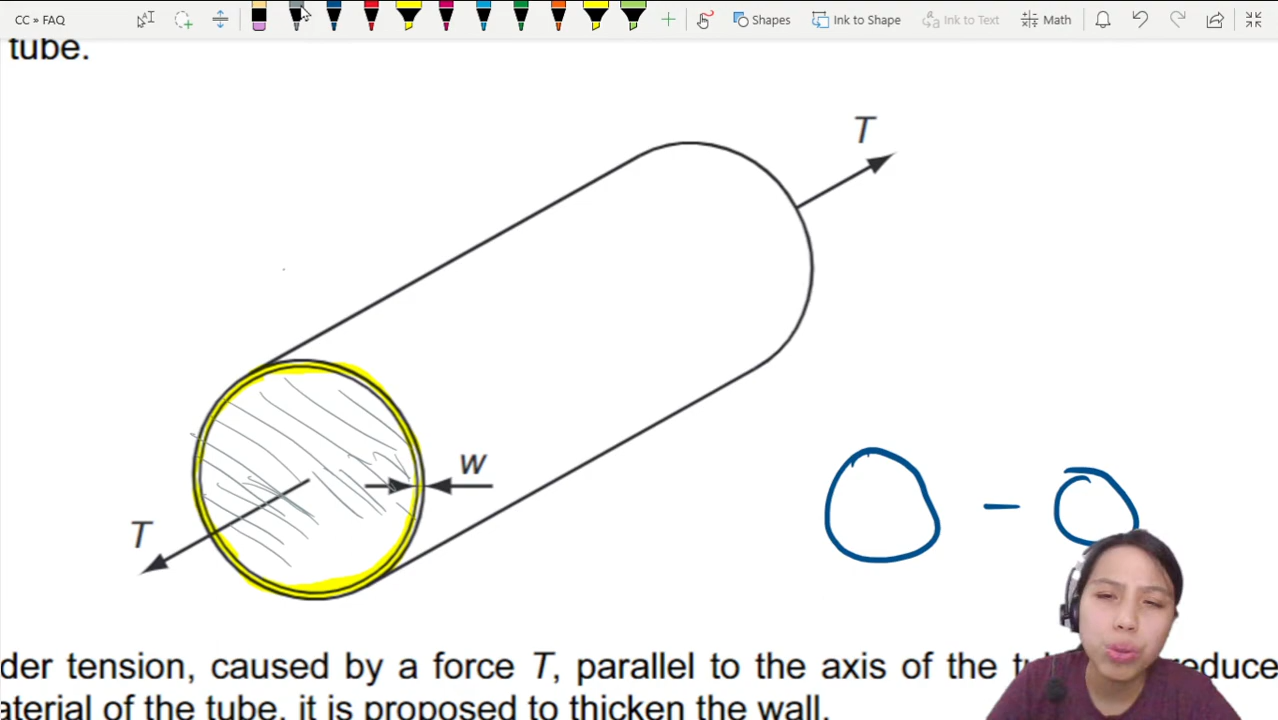 CC » FAQ
Shapes
Ink to Shape
Ink to Text
Math
tube.
T
w
T
der tension, caused by a force T, parallel to the axis of the educe
aterial of the tube, it is proposed to thicken the wall.